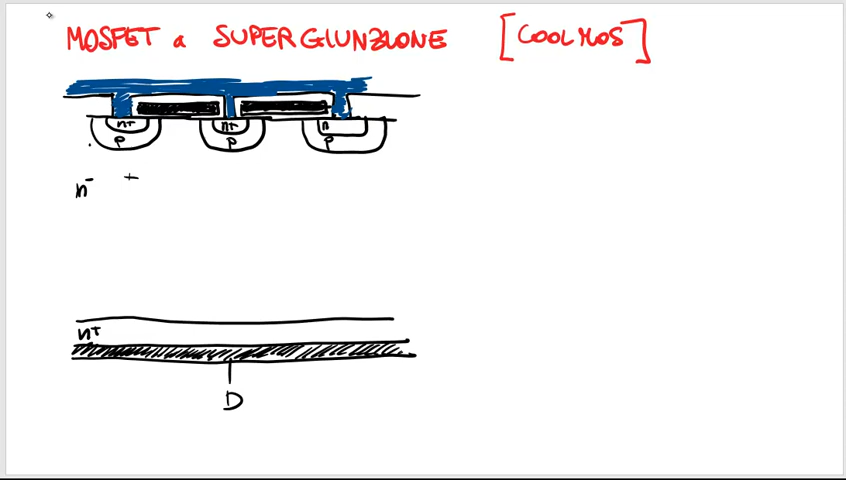 MOSFET a SUPERGIUNZIONE [COOLMOS]
n+ n+ n
p p p
n- +
n+
D